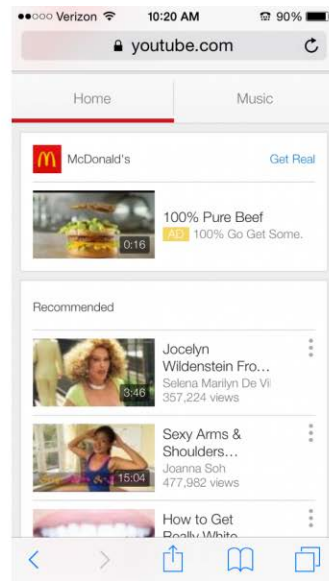 Verizon 10:20 AM 90%
youtube.com
Home Music
McDonald's Get Real
100% Pure Beef
AD 100% Go Get Some.
0:16
Recommended
Jocelyn
Wildenstein Fro...
Selena Marilyn De Vi
357,224 views
3:46
Sexy Arms &
Shoulders...
Joanna Soh
477,982 views
15:04
How to Get
Really White